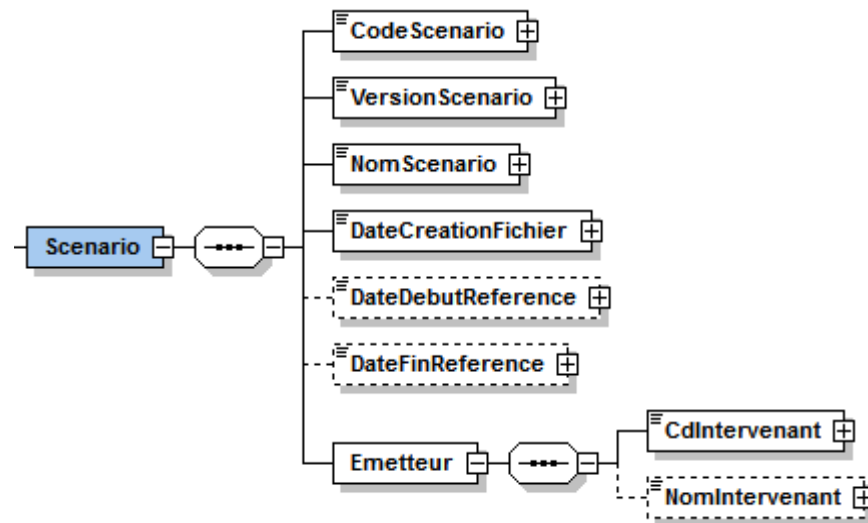 CodeScenario
VersionScenario
NomScenario
DateCreationFichier
Scenario
DateDebutReference
DateFinReference
Emetteur
CdIntervenant
NomIntervenant